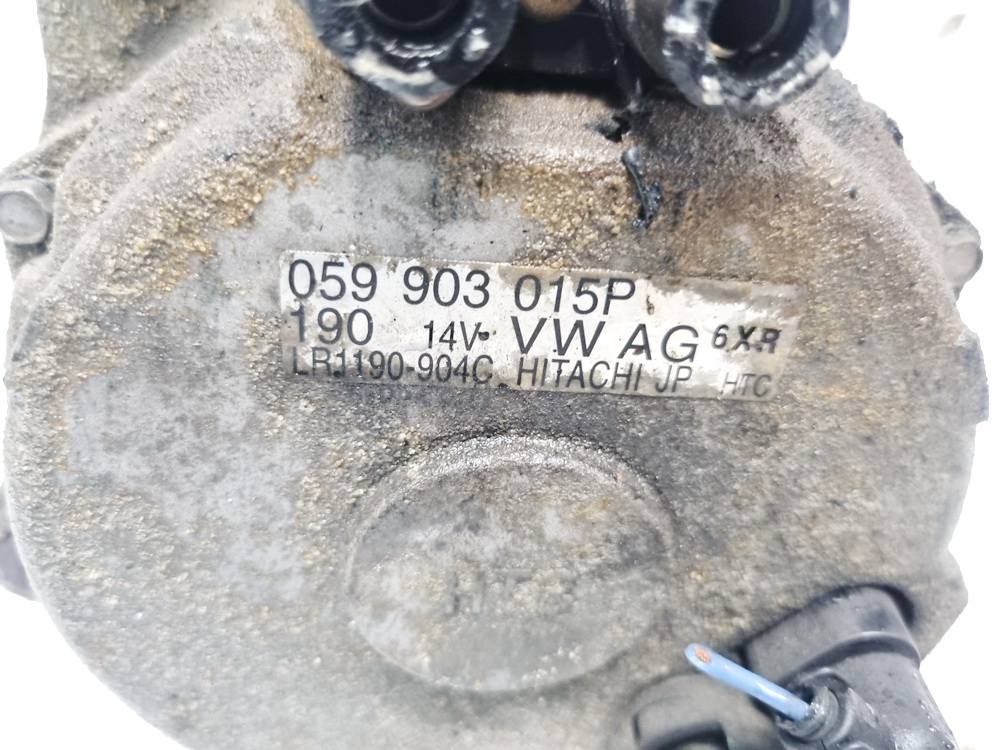 059 903 015P
190 14V VW AG 6XR
LR1190-904C HITACHI JP HTC